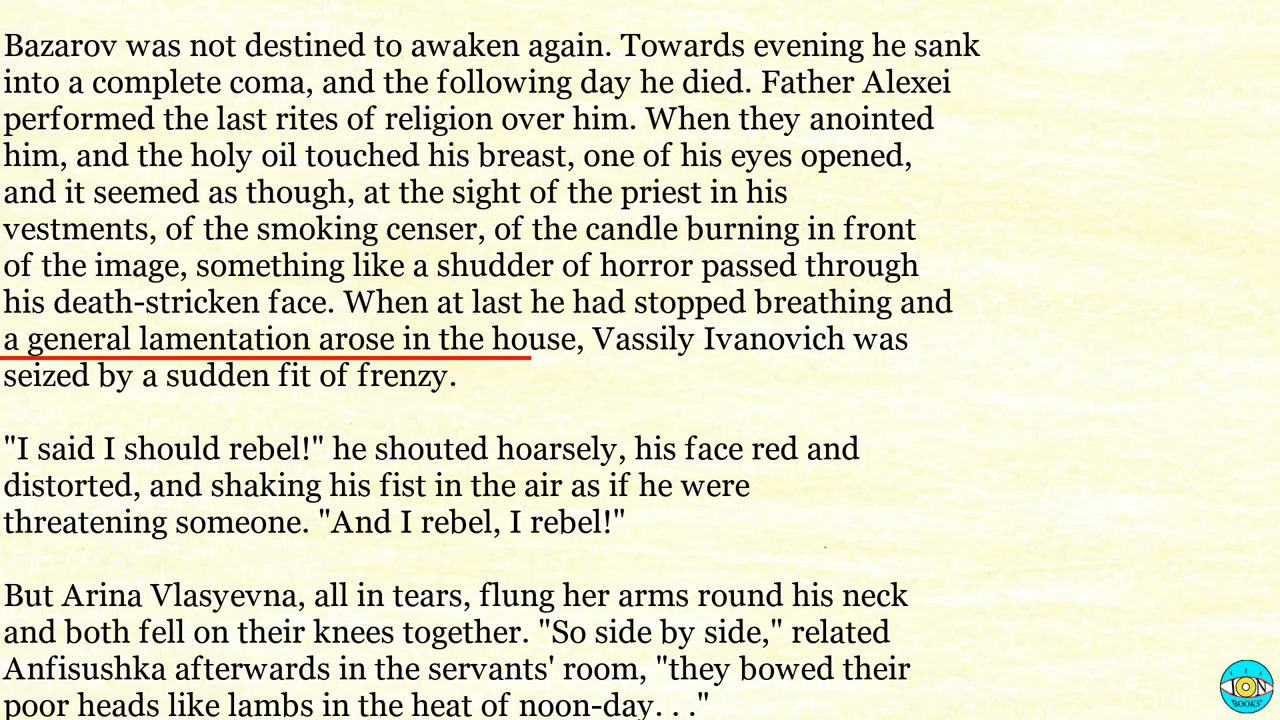 Bazarov was not destined to awaken again. Towards evening he sank
into a complete coma, and the following day he died. Father Alexei
performed the last rites of religion over him. When they anointed
him, and the holy oil touched his breast, one of his eyes opened,
and it seemed as though, at the sight of the priest in his
vestments, of the smoking censer, of the candle burning in front
of the image, something like a shudder of horror passed through
his death-stricken face. When at last he had stopped breathing and
a general lamentation arose in the house, Vassily Ivanovich was
seized by a sudden fit of frenzy.
"I said I should rebel!" he shouted hoarsely, his face red and
distorted, and shaking his fist in the air as if he were
threatening someone. "And I rebel, I rebel!"
But Arina Vlasyevna, all in tears, flung her arms round his neck
and both fell on their knees together. "So side by side," related
Anfisushka afterwards in the servants' room, "they bowed their
poor heads like lambs in the heat of noon-day. . ."
ION
BOOKS